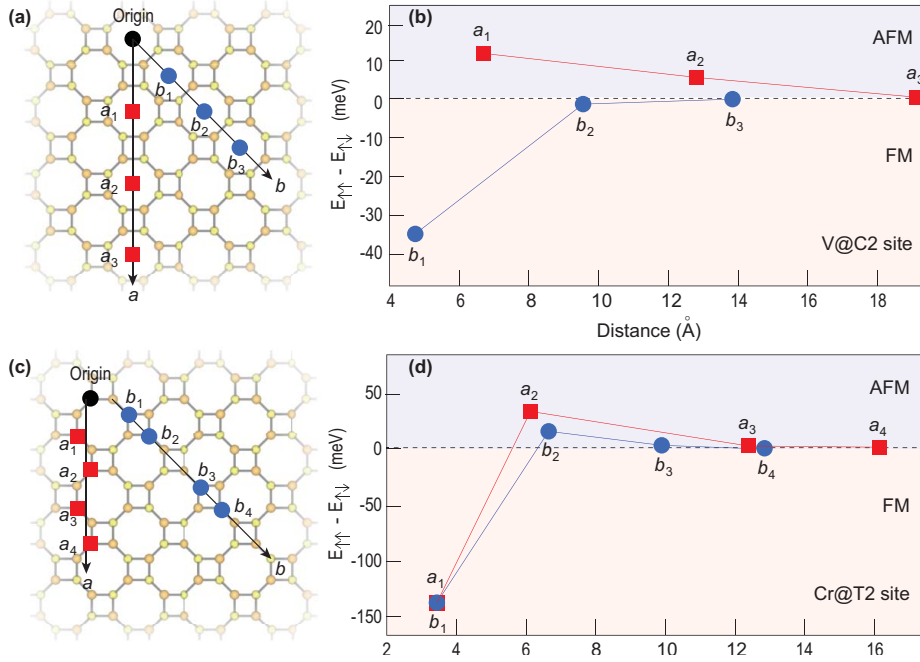 (a)
Origin
b1
a1
b2
b3
a2
b
a3
a
(b)
20
10
0
-10
-20
-30
-40
E↑↑ - E↑↓ (meV)
a1
a2
a3
AFM
b2
b3
FM
b1
V@C2 site
4
6
8
10
12
14
16
18
Distance (Å)
(c)
Origin
b1
a1
b2
a2
b3
a3
b4
a4
a
b
(d)
50
0
-50
-100
-150
E↑↑ - E↑↓ (meV)
a2
AFM
a3
a4
b2
b3
b4
FM
a1
b1
Cr@T2 site
2
4
6
8
10
12
14
16